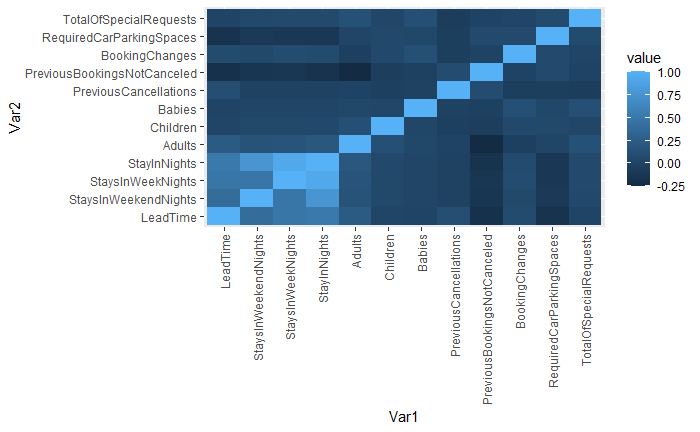 TotalOfSpecialRequests
RequiredCarParkingSpaces
BookingChanges
PreviousBookingsNotCanceled
PreviousCancellations
Babies
Children
Adults
StayInNights
StaysInWeekNights
StaysInWeekendNights
LeadTime
Var2
LeadTime
StaysInWeekendNights
StaysInWeekNights
StayInNights
Adults
Children
Babies
PreviousCancellations
PreviousBookingsNotCanceled
BookingChanges
RequiredCarParkingSpaces
TotalOfSpecialRequests
Var1
value
1.00
0.75
0.50
0.25
0.00
-0.25